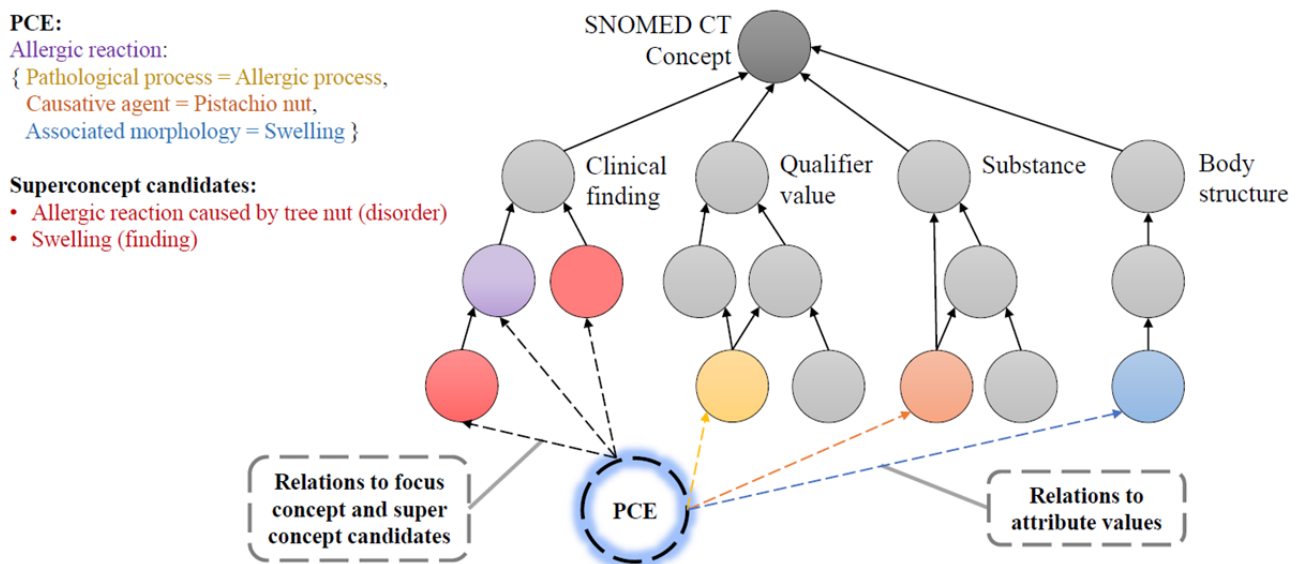 PCE:
Allergic reaction:
{ Pathological process = Allergic process,
Causative agent = Pistachio nut,
Associated morphology = Swelling }
Superconcept candidates:
• Allergic reaction caused by tree nut (disorder)
• Swelling (finding)
SNOMED CT
Concept
Clinical
finding
Qualifier
value
Substance
Body
structure
Relations to focus
concept and super
concept candidates
PCE
Relations to
attribute values